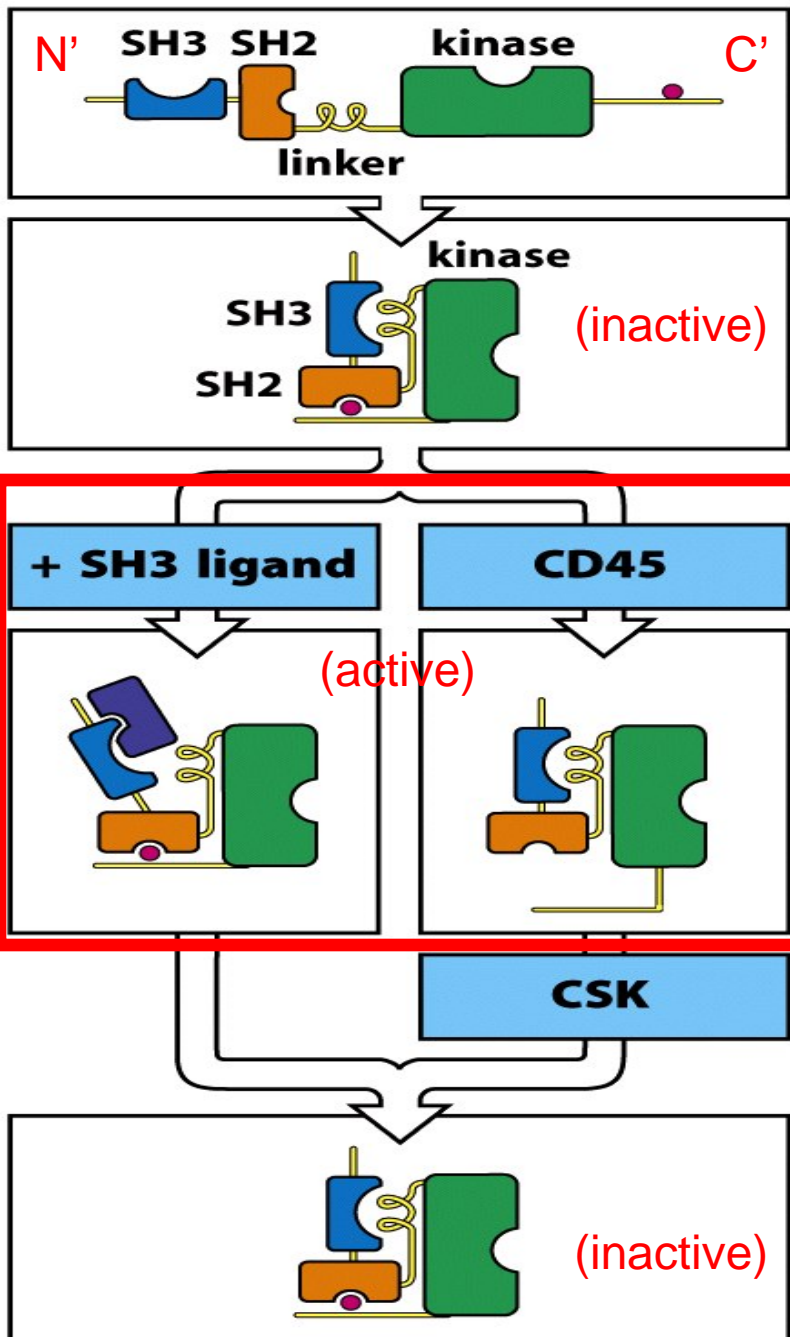 N’ SH3 SH2 kinase C’
linker
kinase
SH3 (inactive)
SH2
+ SH3 ligand CD45
(active)
CSK
(inactive)